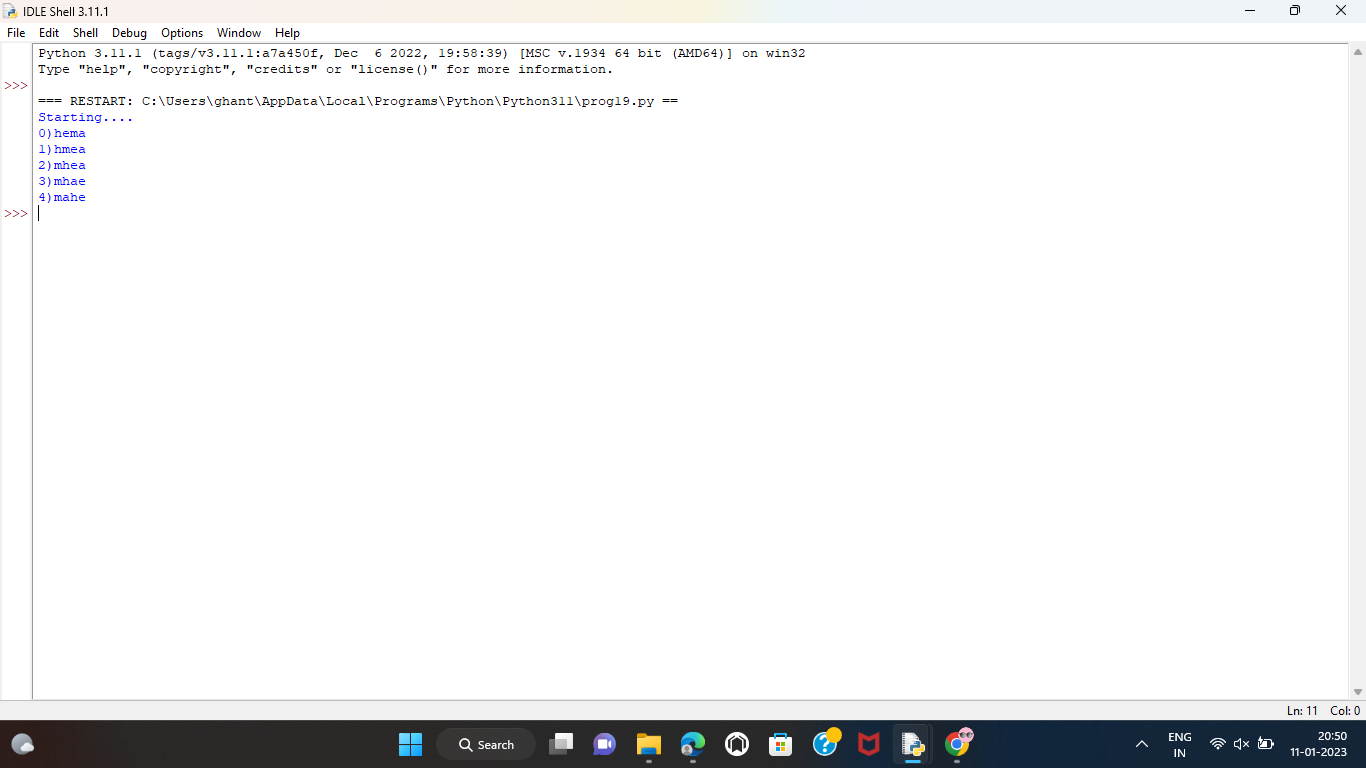 IDLE Shell 3.11.1
File Edit Shell Debug Options Window Help
Python 3.11.1 (tags/v3.11.1:a7a450f, Dec  6 2022, 19:58:39) [MSC v.1934 64 bit (AMD64)] on win32
Type "help", "copyright", "credits" or "license()" for more information.
>>>
=== RESTART: C:\Users\ghant\AppData\Local\Programs\Python\Python311\prog19.py ==
Starting....
0)hema
1)hmea
2)mhea
3)mhae
4)mahe
>>>
Ln: 11 Col: 0
Search
ENG
IN
20:50
11-01-2023